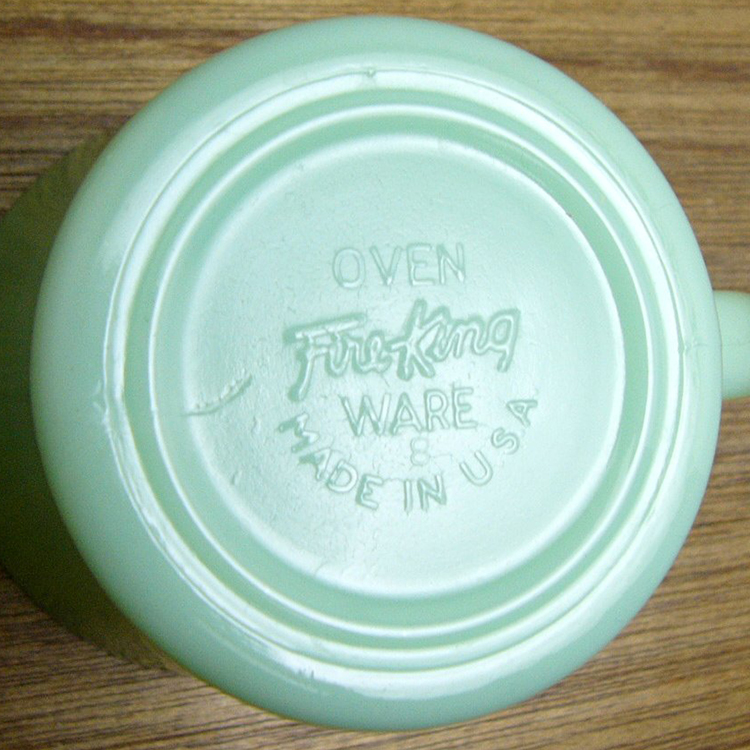 OVEN
Fire-King
WARE
8
MADE IN U.S.A